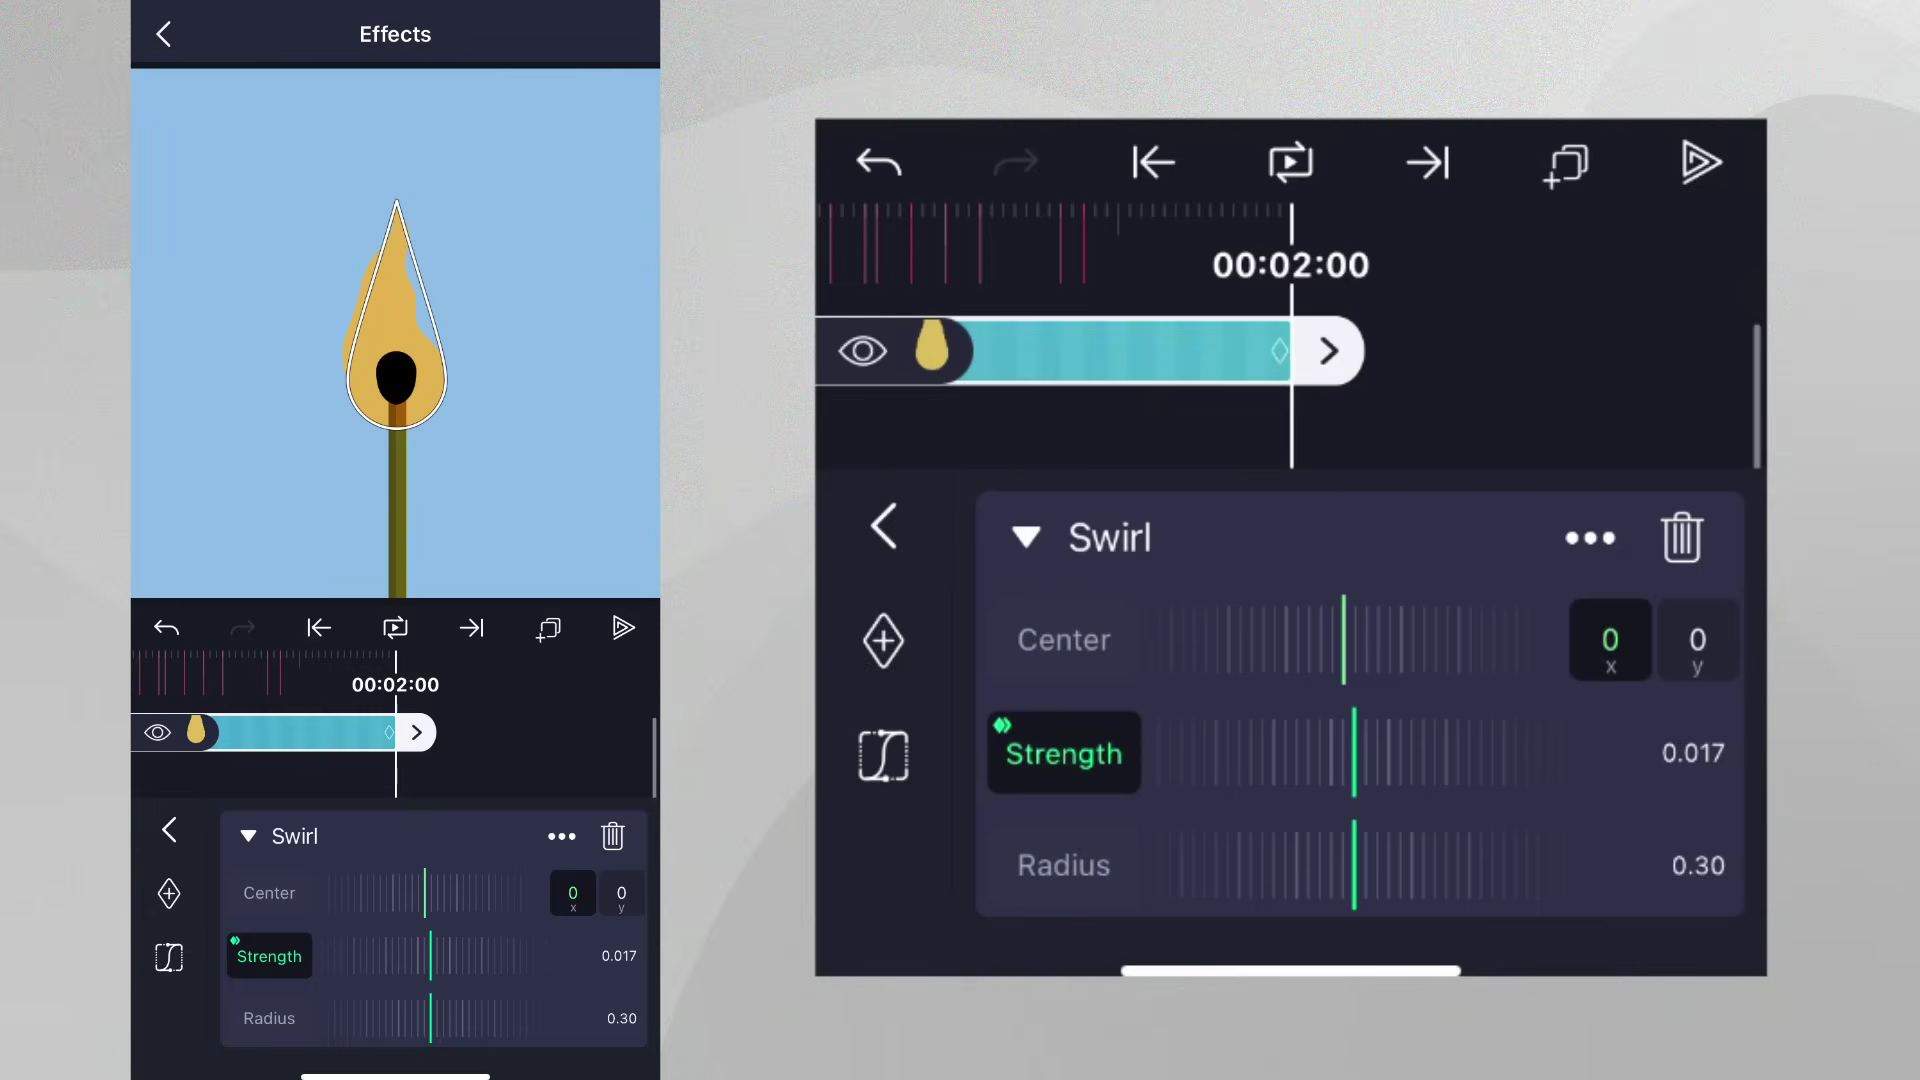 Effects
00:02:00
Swirl
Center
0
x
0
y
Strength
0.017
Radius
0.30
00:02:00
Swirl
Center
0
x
0
y
Strength
0.017
Radius
0.30